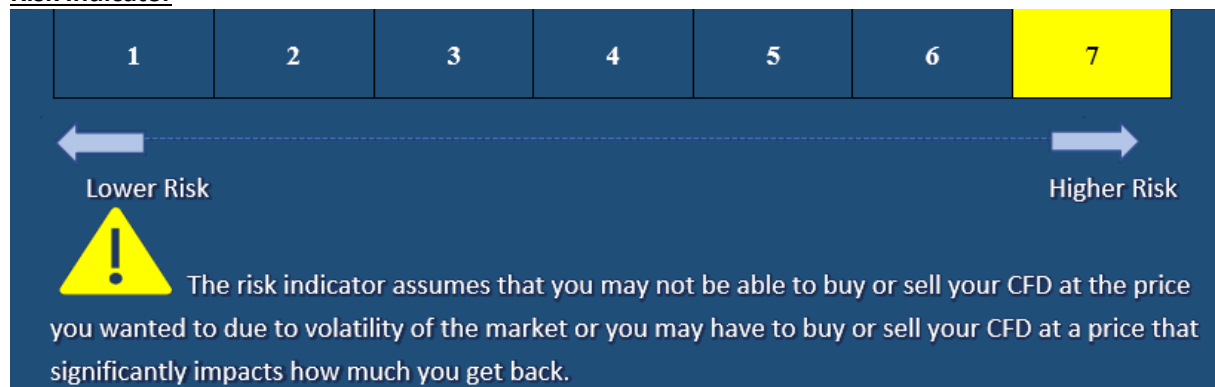 Risk Indicator
1 2 3 4 5 6 7
Lower Risk Higher Risk
The risk indicator assumes that you may not be able to buy or sell your CFD at the price
you wanted to due to volatility of the market or you may have to buy or sell your CFD at a price that
significantly impacts how much you get back.